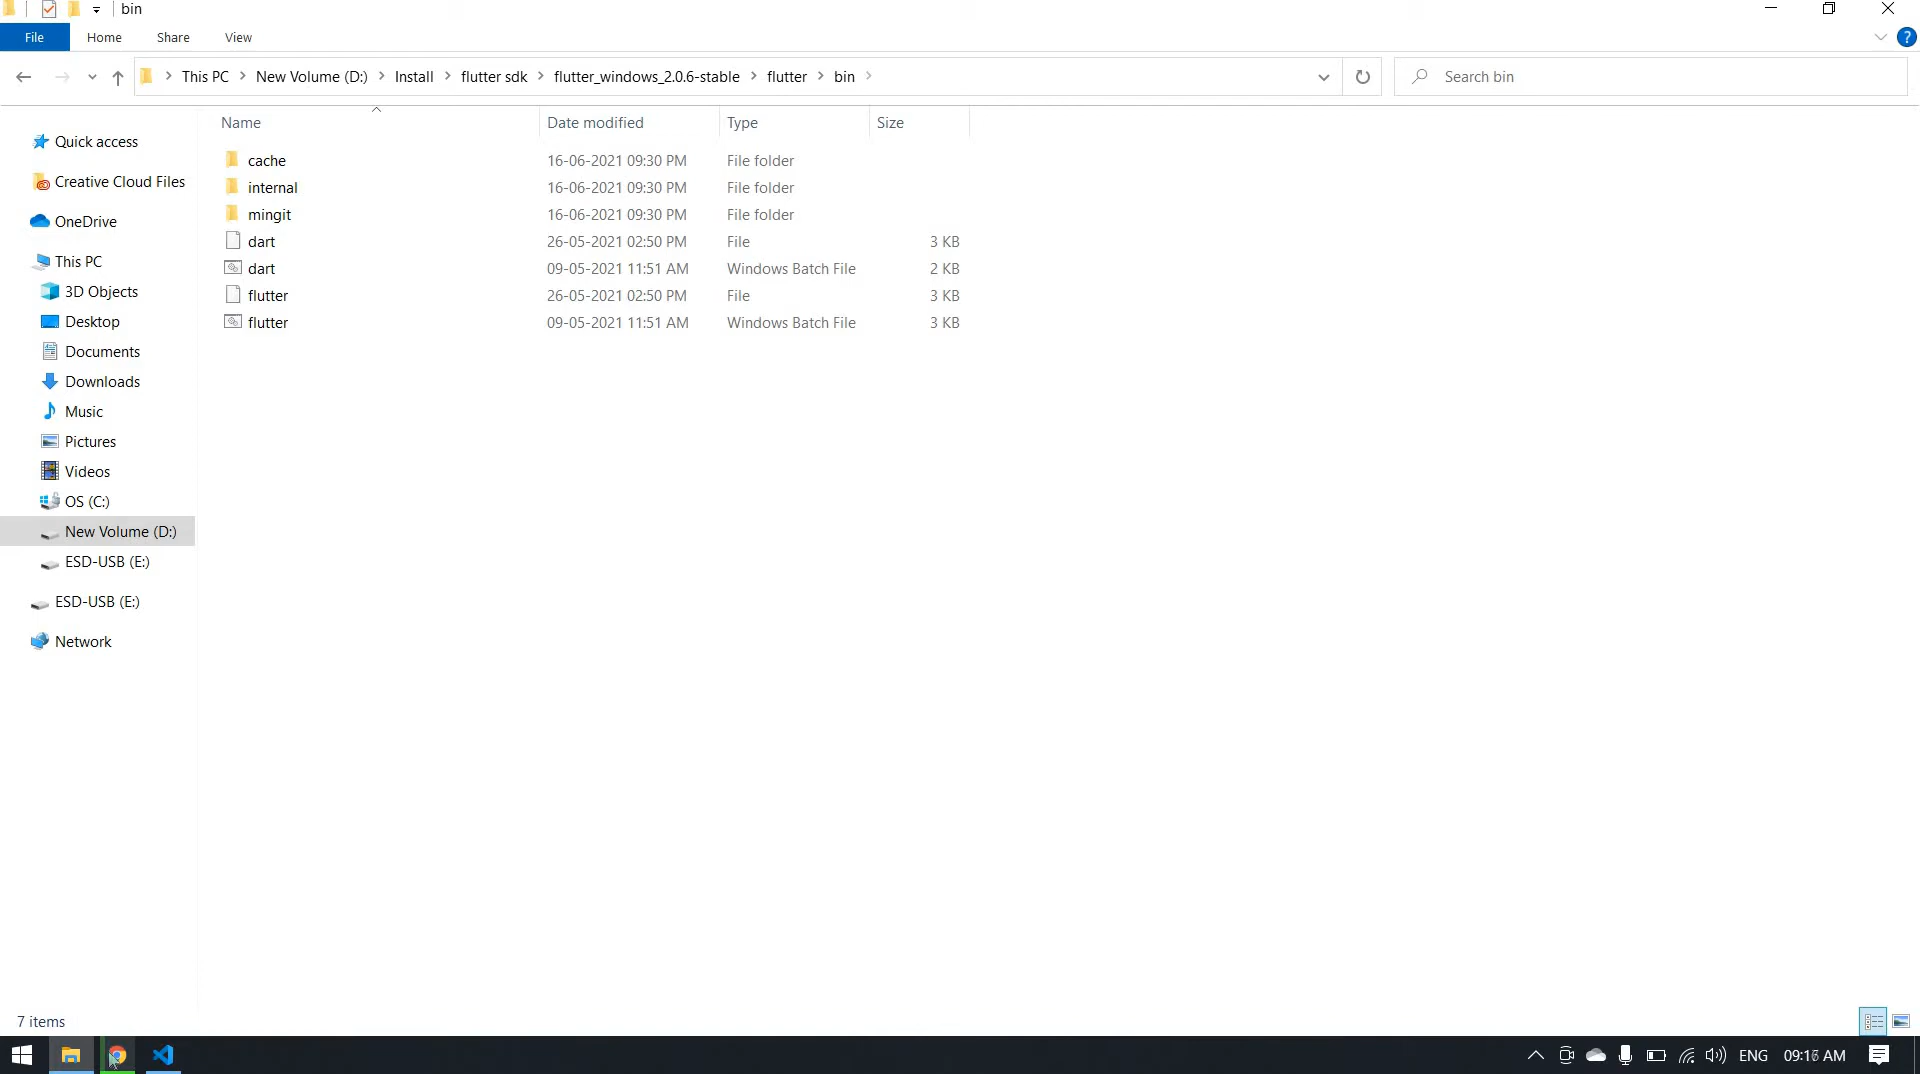 bin
File Home Share View
This PC New Volume (D:) Install flutter sdk flutter_windows_2.0.6-stable flutter bin
Search bin
Name Date modified Type Size
cache 16-06-2021 09:30 PM File folder
internal 16-06-2021 09:30 PM File folder
mingit 16-06-2021 09:30 PM File folder
dart 26-05-2021 02:50 PM File 3 KB
dart 09-05-2021 11:51 AM Windows Batch File 2 KB
flutter 26-05-2021 02:50 PM File 3 KB
flutter 09-05-2021 11:51 AM Windows Batch File 3 KB
Quick access
Creative Cloud Files
OneDrive
This PC
3D Objects
Desktop
Documents
Downloads
Music
Pictures
Videos
OS (C:)
New Volume (D:)
ESD-USB (E:)
ESD-USB (E:)
Network
7 items
ENG